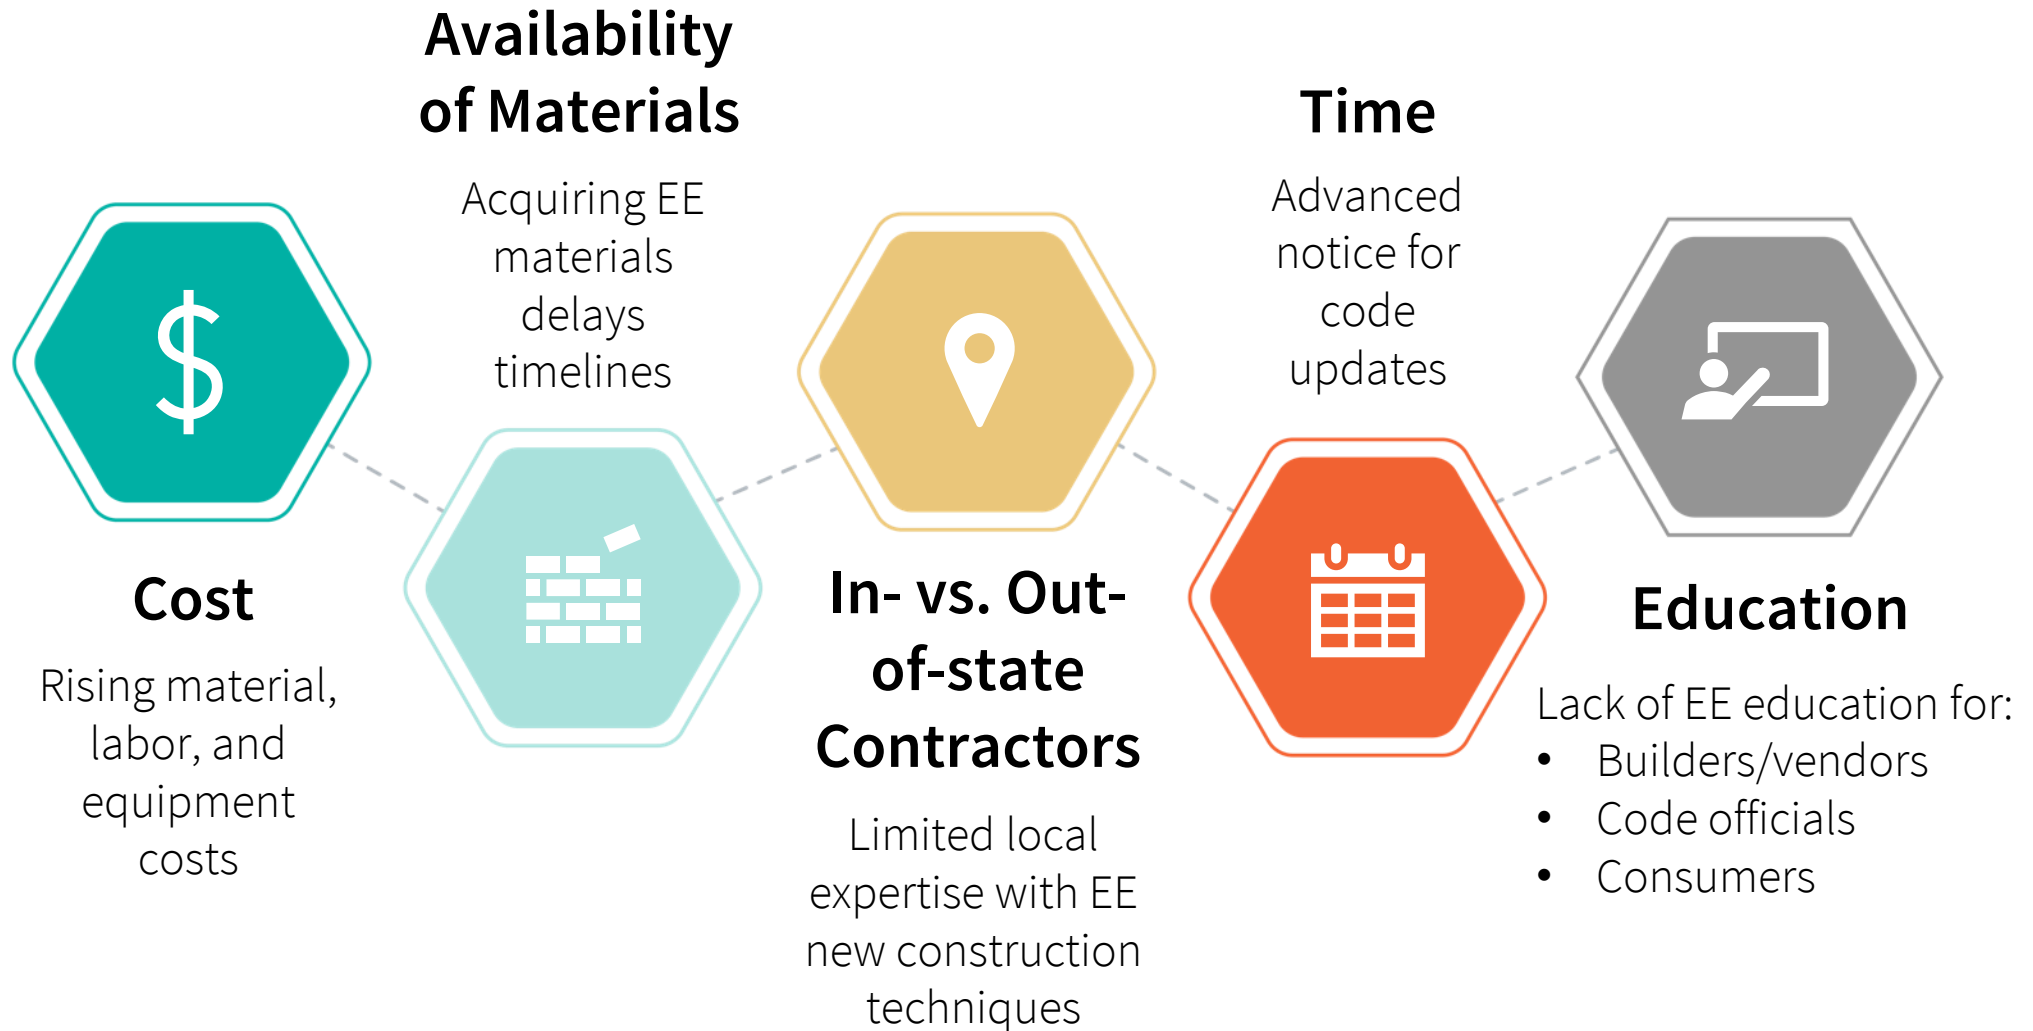 Cost
Rising material,
labor, and
equipment
costs
Availability
of Materials
Acquiring EE
materials
delays
timelines
In- vs. Out-
of-state
Contractors
Limited local
expertise with EE
new construction
techniques
Time
Advanced
notice for
code
updates
Education
Lack of EE education for:
• Builders/vendors
• Code officials
• Consumers